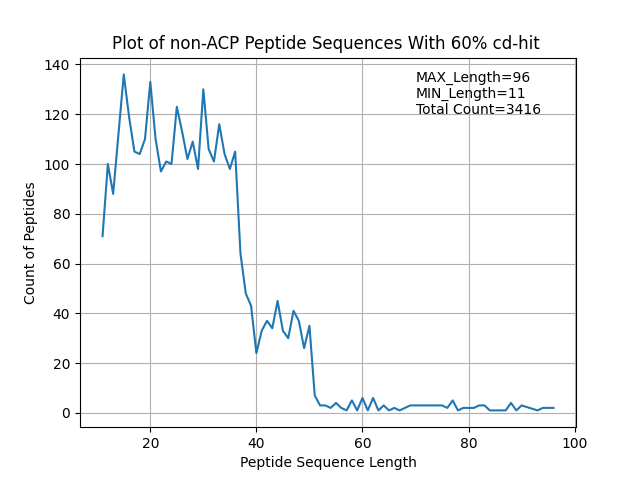 Plot of non-ACP Peptide Sequences With 60% cd-hit
MAX_Length=96
MIN_Length=11
Total Count=3416
140
120
100
80
60
40
20
0
Count of Peptides
20 40 60 80 100
Peptide Sequence Length